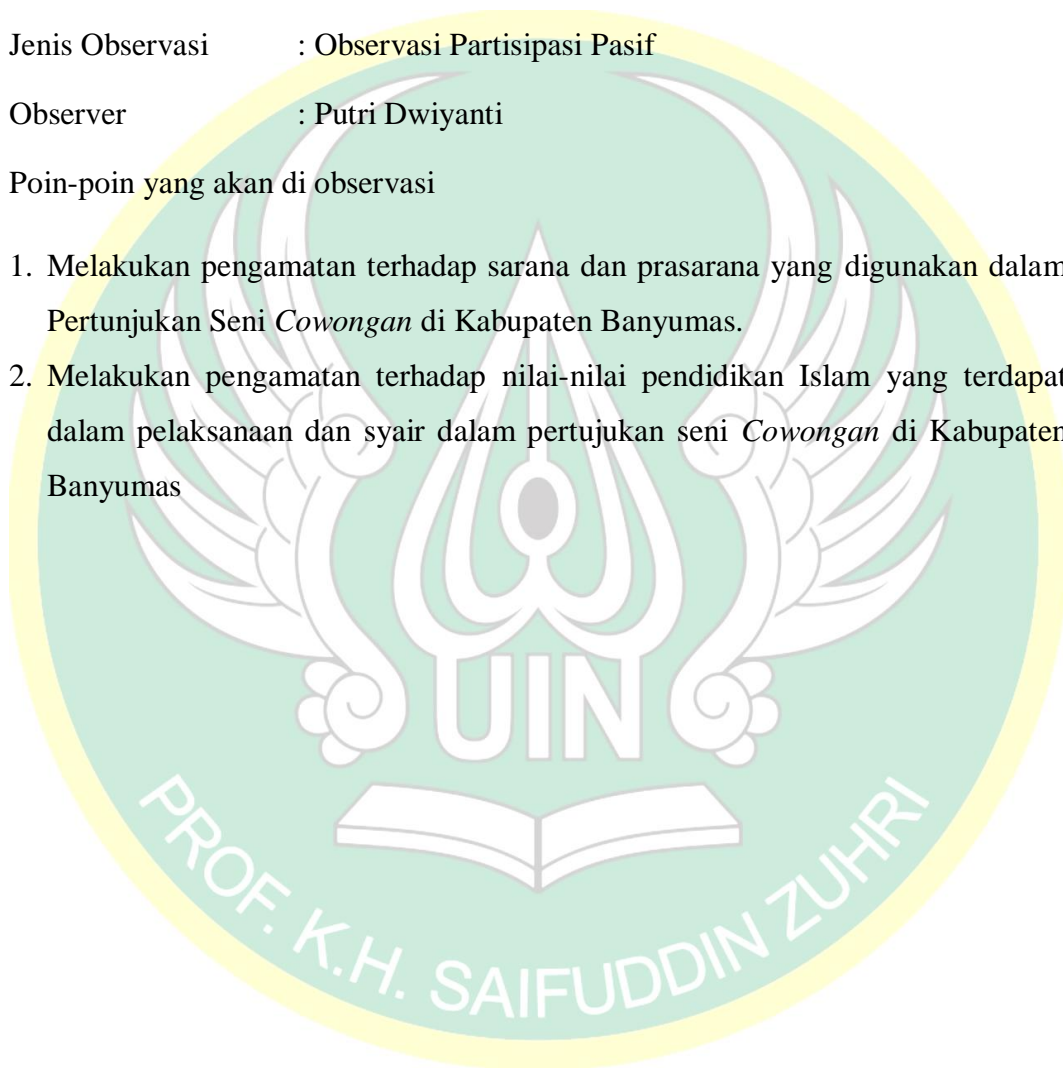 Jenis Observasi : Observasi Partisipasi Pasif
Observer : Putri Dwiyanti
Poin-poin yang akan di observasi
1. Melakukan pengamatan terhadap sarana dan prasarana yang digunakan dalam
Pertunjukan Seni Cowongan di Kabupaten Banyumas.
2. Melakukan pengamatan terhadap nilai-nilai pendidikan Islam yang terdapat
dalam pelaksanaan dan syair dalam pertujukan seni Cowongan di Kabupaten
Banyumas
UIN
PROF. K.H. SAIFUDDIN ZUHRI